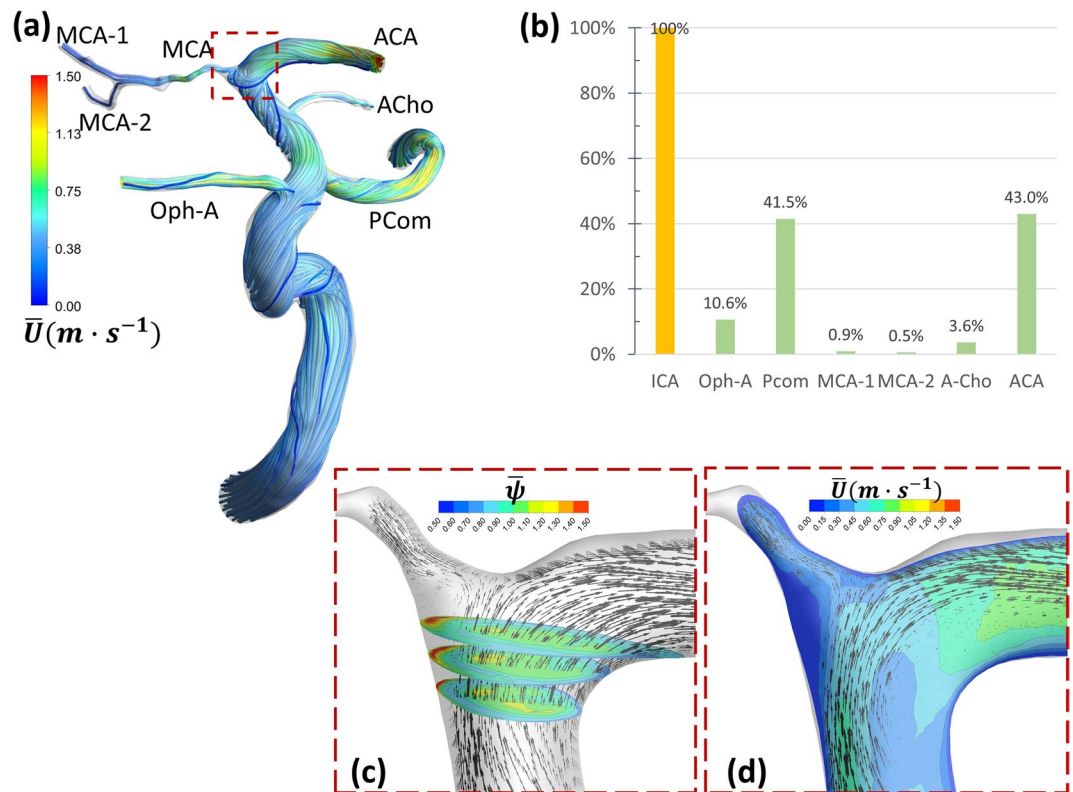 (a)
MCA-1
MCA
ACA
1.50
1.13
0.75
0.38
0.00
U̅(m · s⁻¹)
MCA-2
ACho
Oph-A
PCom
(b)
100%
80%
60%
40%
20%
0%
100%
10.6%
41.5%
0.9%
0.5%
3.6%
43.0%
ICA Oph-A Pcom MCA-1 MCA-2 A-Cho ACA
ψ̅
0.50 0.60 0.70 0.80 0.90 1.00 1.10 1.20 1.30 1.40 1.50
(c)
U̅(m · s⁻¹)
0.00 0.15 0.30 0.45 0.60 0.75 0.90 1.05 1.20 1.35 1.50
(d)